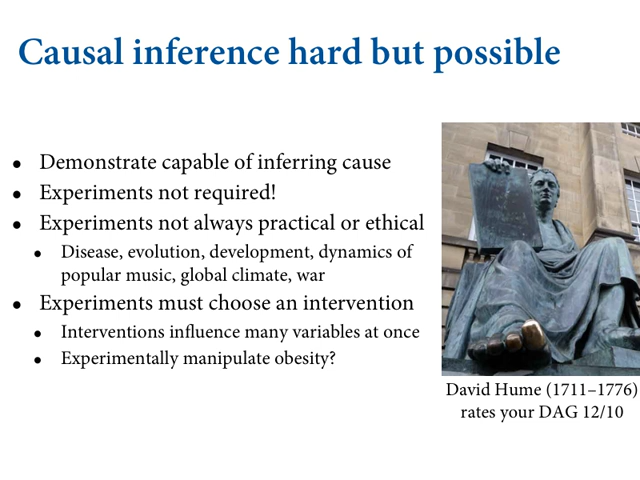 Causal inference hard but possible
• Demonstrate capable of inferring cause
• Experiments not required!
• Experiments not always practical or ethical
• Disease, evolution, development, dynamics of
popular music, global climate, war
• Experiments must choose an intervention
• Interventions influence many variables at once
• Experimentally manipulate obesity?
David Hume (1711–1776)
rates your DAG 12/10